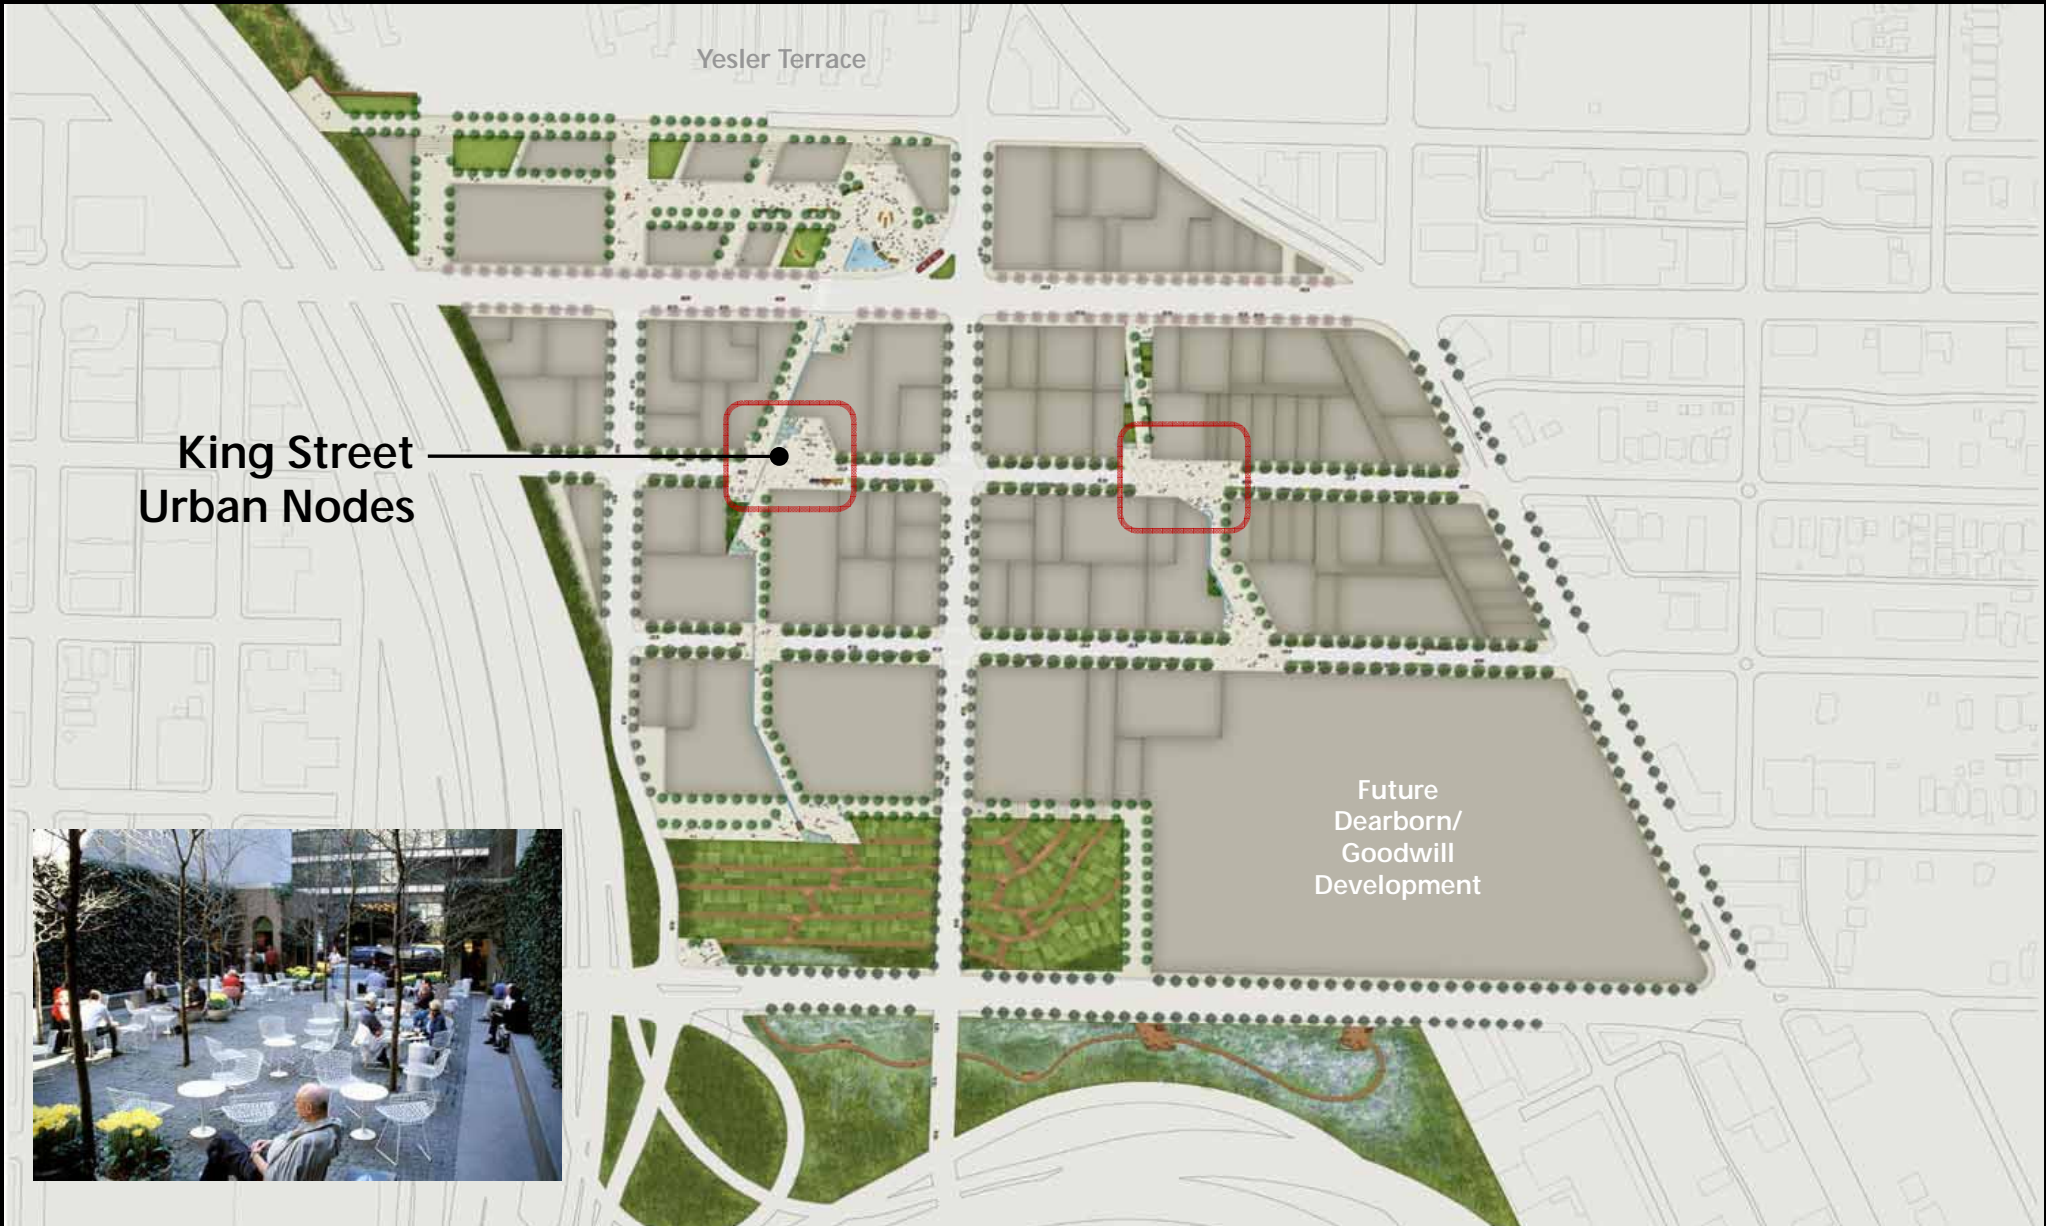 Yesler Terrace
King Street
Urban Nodes
Future
Dearborn/
Goodwill
Development